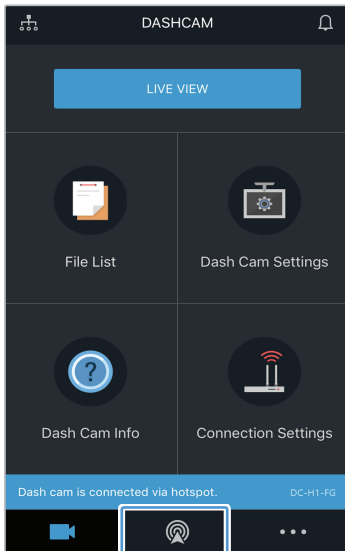 DASHCAM
LIVE VIEW
File List
Dash Cam Settings
?
Dash Cam Info
Connection Settings
Dash cam is connected via hotspot.
DC-H1-FG